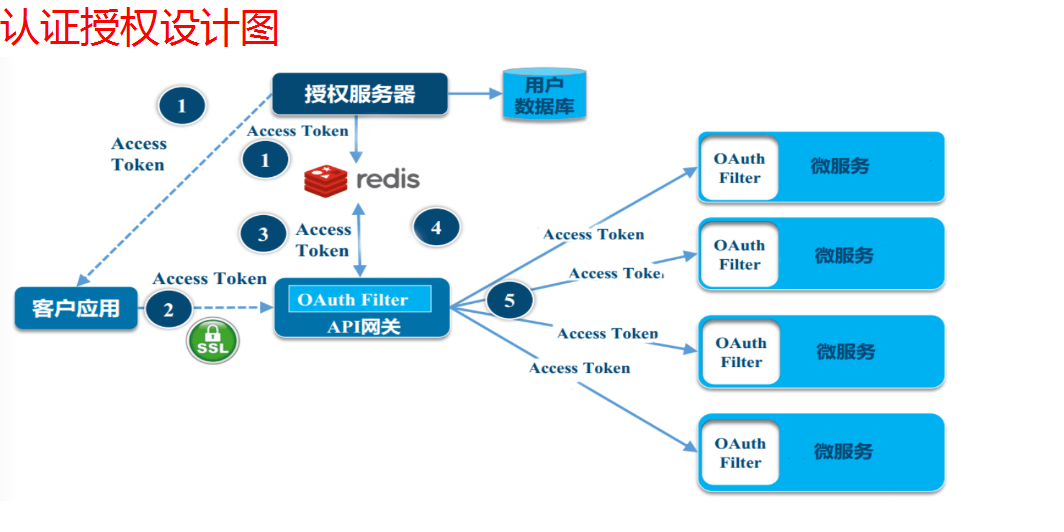 认证授权设计图
授权服务器
用户
数据库
1
Access
Token
Access Token
1
redis
3
Access
Token
4
Access Token
客户应用
2
SSL
OAuth Filter
API网关
5
Access Token
Access Token
Access Token
Access Token
OAuth
Filter
微服务
OAuth
Filter
微服务
OAuth
Filter
微服务
OAuth
Filter
微服务